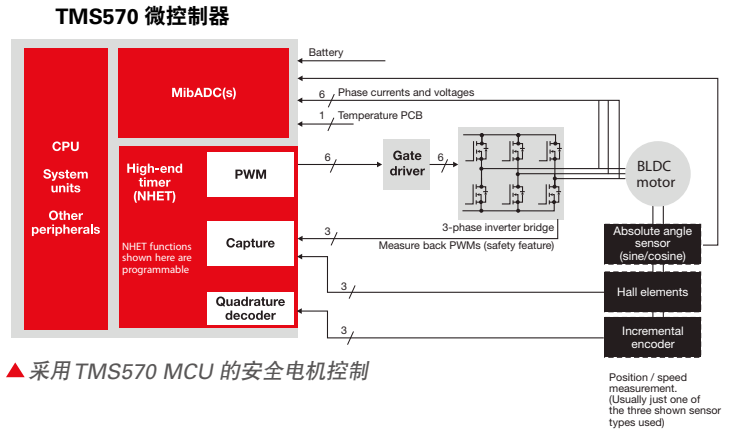 TMS570 微控制器
Battery
MibADC(s)
6
Phase currents and voltages
1
Temperature PCB
CPU
System
units
Other
peripherals
High-end
timer
(NHET)
PWM
6
Gate
driver
6
BLDC
motor
3-phase inverter bridge
NHET functions
shown here are
programmable
Capture
3
Measure back PWMs (safety feature)
Absolute angle
sensor
(sine/cosine)
3
Hall elements
Quadrature
decoder
3
Incremental
encoder
▲ 采用 TMS570 MCU 的安全电机控制
Position / speed
measurement.
(Usually just one of
the three shown sensor
types used)